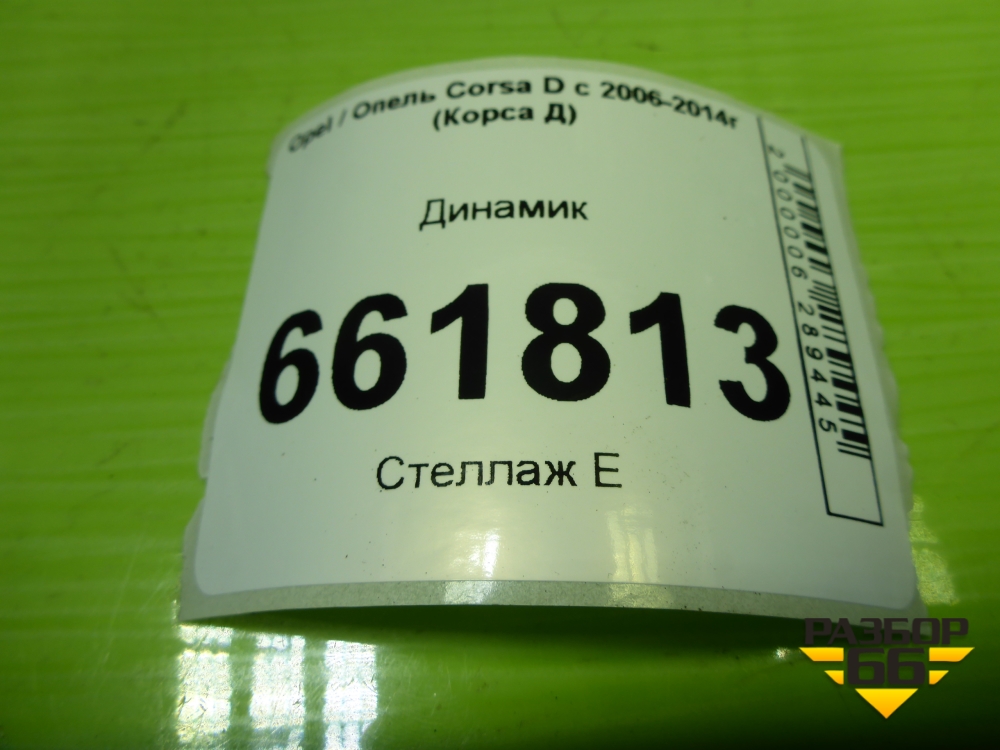 Opel / Опель Corsa D с 2006-2014г
(Корса Д)
Динамик
661813
Стеллаж Е
2000006289445
РАЗБОР
66